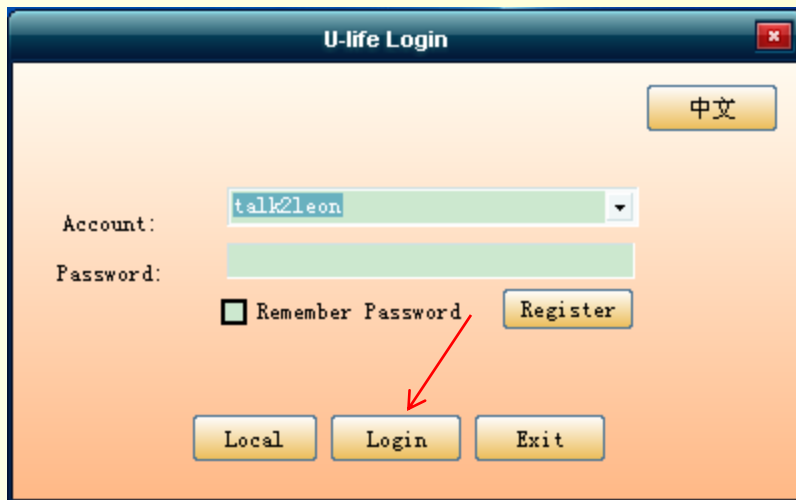 U-life Login
中文
Account:
talk2leon
Password:
Remember Password
Register
Local
Login
Exit